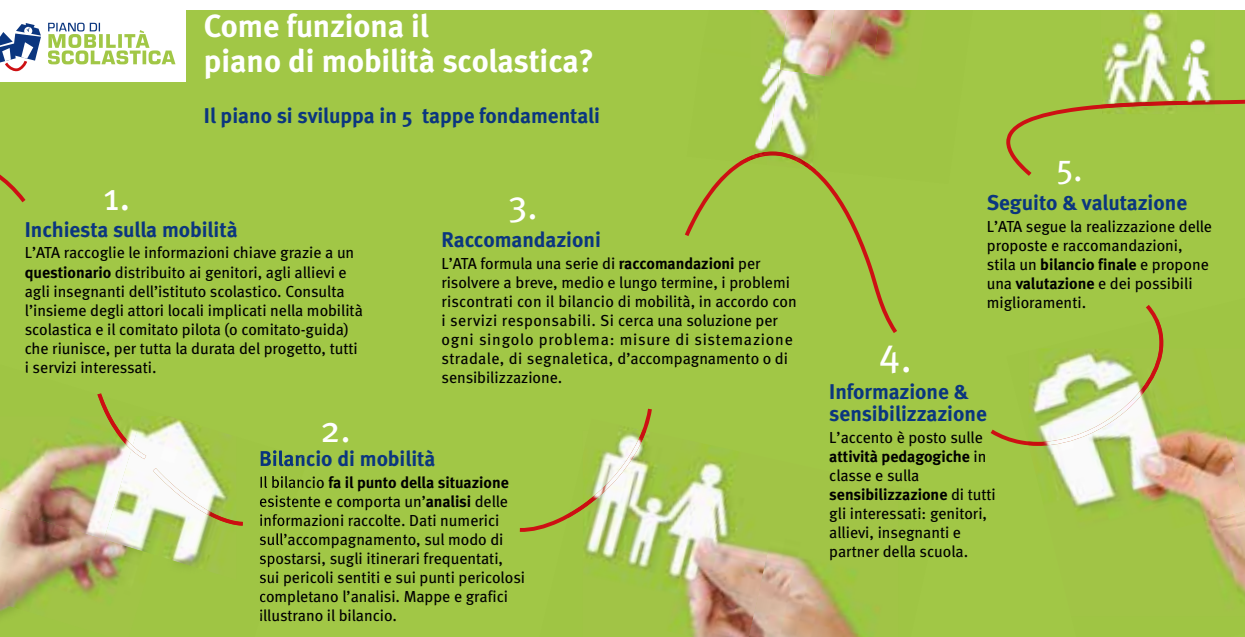 PIANO DI
MOBILITÀ
SCOLASTICA
Come funziona il
piano di mobilità scolastica?
Il piano si sviluppa in 5 tappe fondamentali
1.
Inchiesta sulla mobilità
L'ATA raccoglie le informazioni chiave grazie a un
questionario distribuito ai genitori, agli allievi e
agli insegnanti dell'istituto scolastico. Consulta
l'insieme degli attori locali implicati nella mobilità
scolastica e il comitato pilota (o comitato-guida)
che riunisce, per tutta la durata del progetto, tutti
i servizi interessati.
2.
Bilancio di mobilità
Il bilancio fa il punto della situazione
esistente e comporta un'analisi delle
informazioni raccolte. Dati numerici
sull'accompagnamento, sul modo di
spostarsi, sugli itinerari frequentati,
sui pericoli sentiti e sui punti pericolosi
completano l'analisi. Mappe e grafici
illustrano il bilancio.
3.
Raccomandazioni
L'ATA formula una serie di raccomandazioni per
risolvere a breve, medio e lungo termine, i problemi
riscontrati con il bilancio di mobilità, in accordo con
i servizi responsabili. Si cerca una soluzione per
ogni singolo problema: misure di sistemazione
stradale, di segnaletica, d'accompagnamento o di
sensibilizzazione.
4.
Informazione &
sensibilizzazione
L'accento è posto sulle
attività pedagogiche in
classe e sulla
sensibilizzazione di tutti
gli interessati: genitori,
allievi, insegnanti e
partner della scuola.
5.
Seguito & valutazione
L'ATA segue la realizzazione delle
proposte e raccomandazioni,
stila un bilancio finale e propone
una valutazione e dei possibili
miglioramenti.